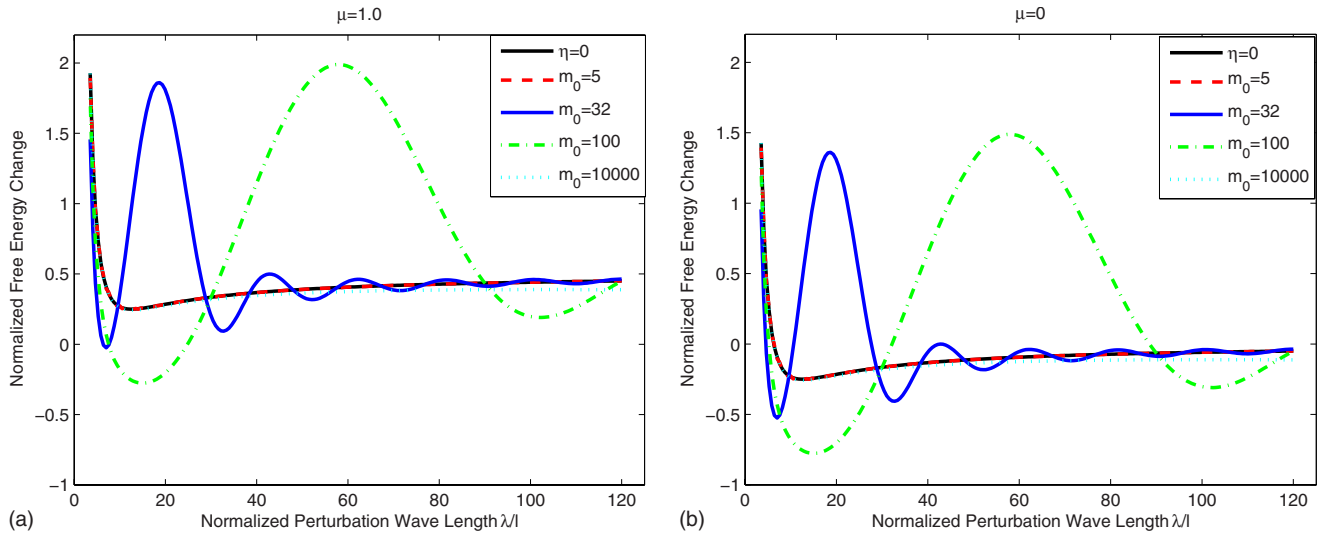 μ=1.0
Normalized Free Energy Change
2
1.5
1
0.5
0
−0.5
−1
η=0
m0=5
m0=32
m0=100
m0=10000
0 20 40 60 80 100 120
Normalized Perturbation Wave Length λ/l
(a)
μ=0
Normalized Free Energy Change
2
1.5
1
0.5
0
−0.5
−1
η=0
m0=5
m0=32
m0=100
m0=10000
0 20 40 60 80 100 120
Normalized Perturbation Wave Length λ/l
(b)